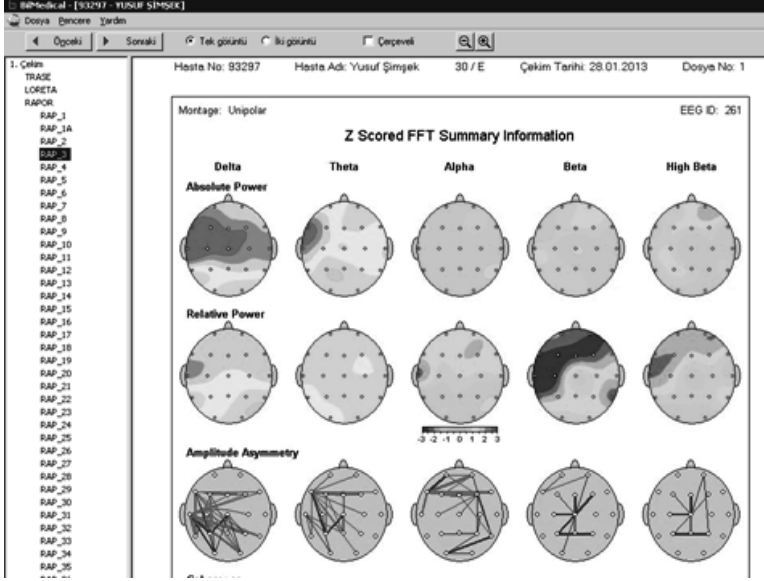 BilMedical - [93297 - YUSUF ŞİMŞEK]
Dosya Pencere Yardım
Önceki Sonraki Tek görüntü İki görüntü Çerçeveli
1. Çekim
TRASE
LORETA
RAPOR
RAP_1
RAP_1A
RAP_2
RAP_3
RAP_4
RAP_5
RAP_6
RAP_7
RAP_8
RAP_9
RAP_10
RAP_11
RAP_12
RAP_13
RAP_14
RAP_15
RAP_16
RAP_17
RAP_18
RAP_19
RAP_20
RAP_21
RAP_22
RAP_23
RAP_24
RAP_25
RAP_26
RAP_27
RAP_28
RAP_29
RAP_30
RAP_31
RAP_32
RAP_33
RAP_34
RAP_35
Hasta No: 93297 Hasta Adı: Yusuf Şimşek 30 / E Çekim Tarihi: 28.01.2013 Dosya No: 1
Montage: Unipolar EEG ID: 261
Z Scored FFT Summary Information
Delta Theta Alpha Beta High Beta
Absolute Power
Relative Power
-3 -2 -1 0 1 2 3
Amplitude Asymmetry